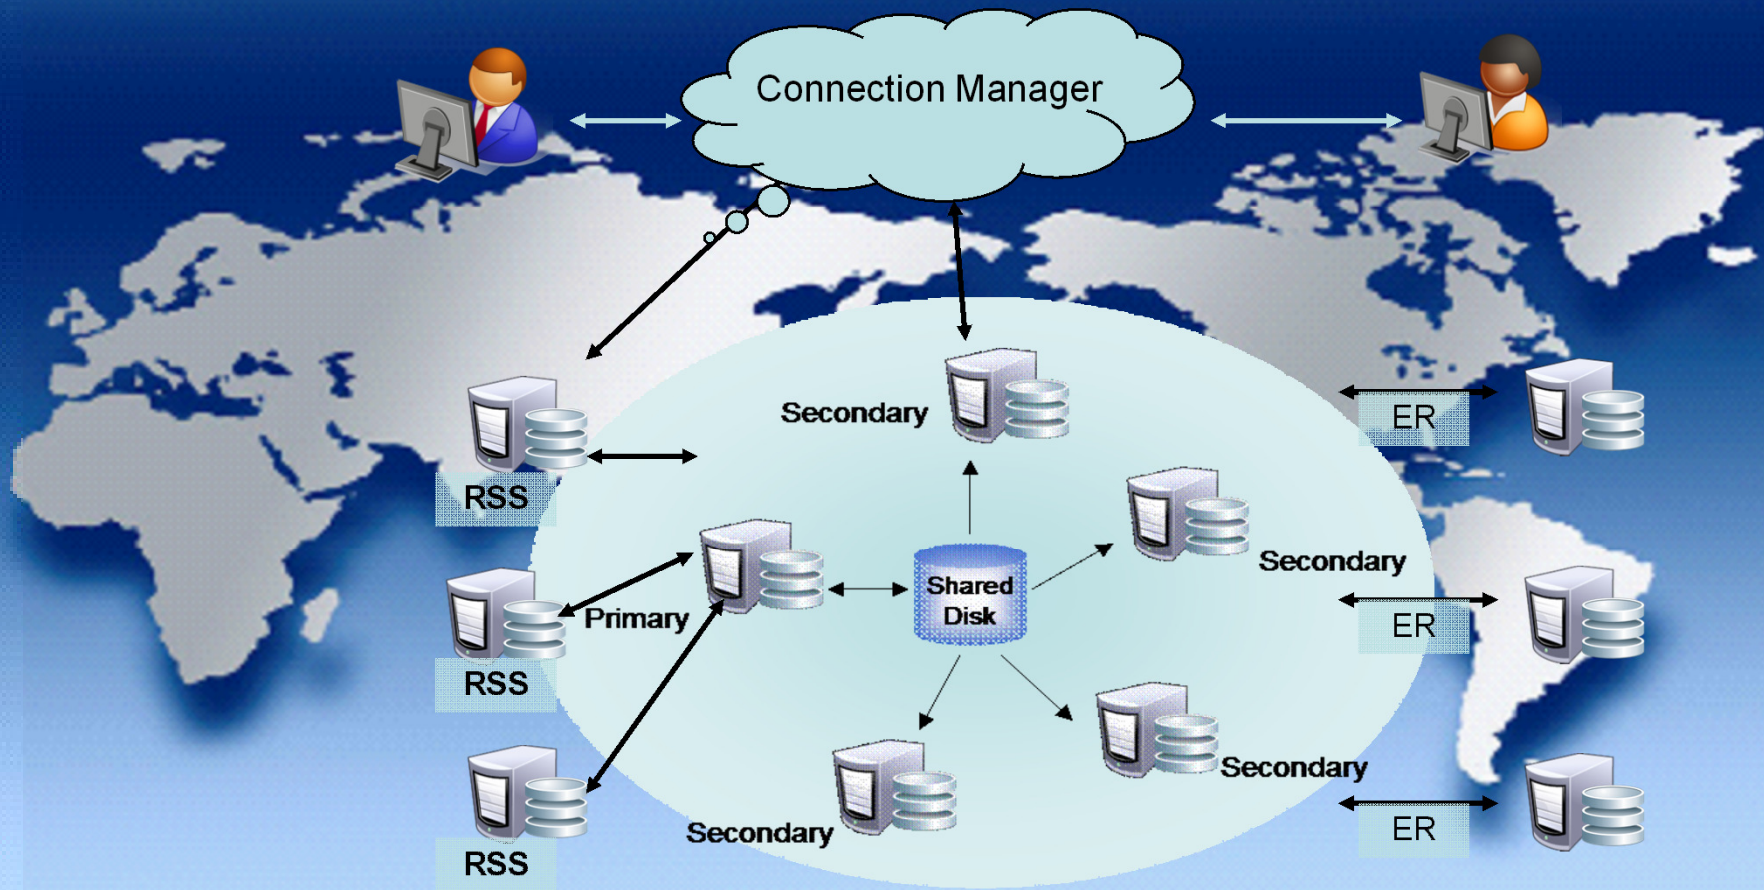 Connection Manager
Secondary
ER
RSS
Secondary
Shared
Disk
Primary
ER
RSS
Secondary
Secondary
ER
RSS